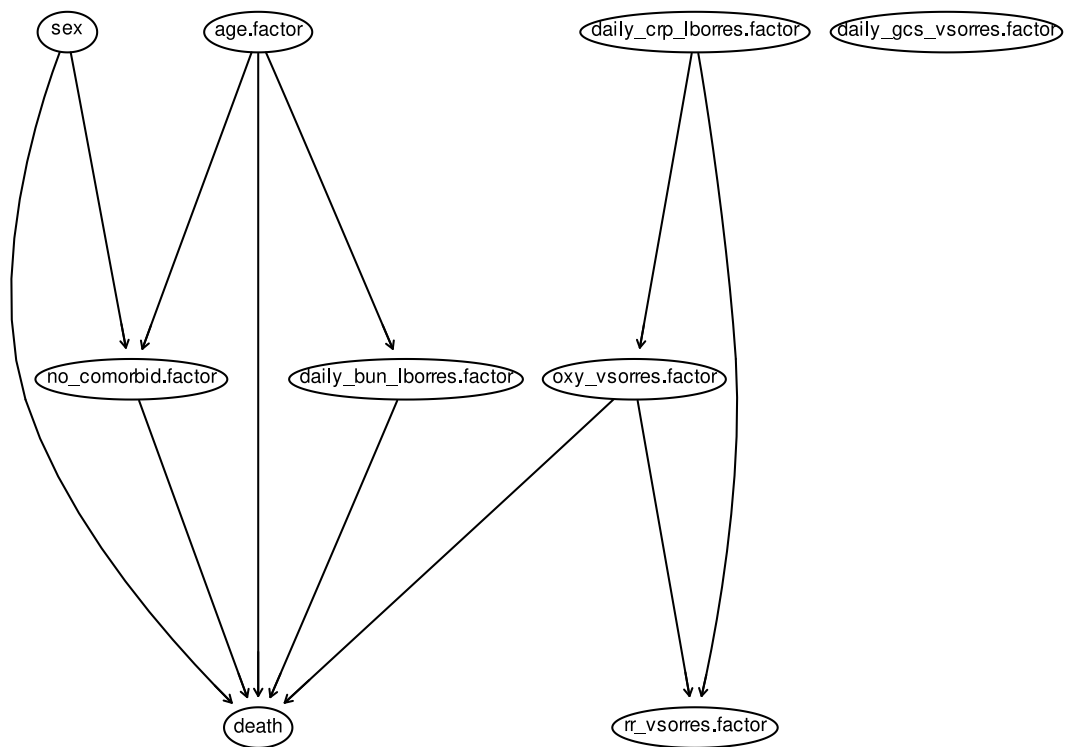 sex
age.factor
daily_crp_lborres.factor
daily_gcs_vsorres.factor
no_comorbid.factor
daily_bun_lborres.factor
oxy_vsorres.factor
death
rr_vsorres.factor